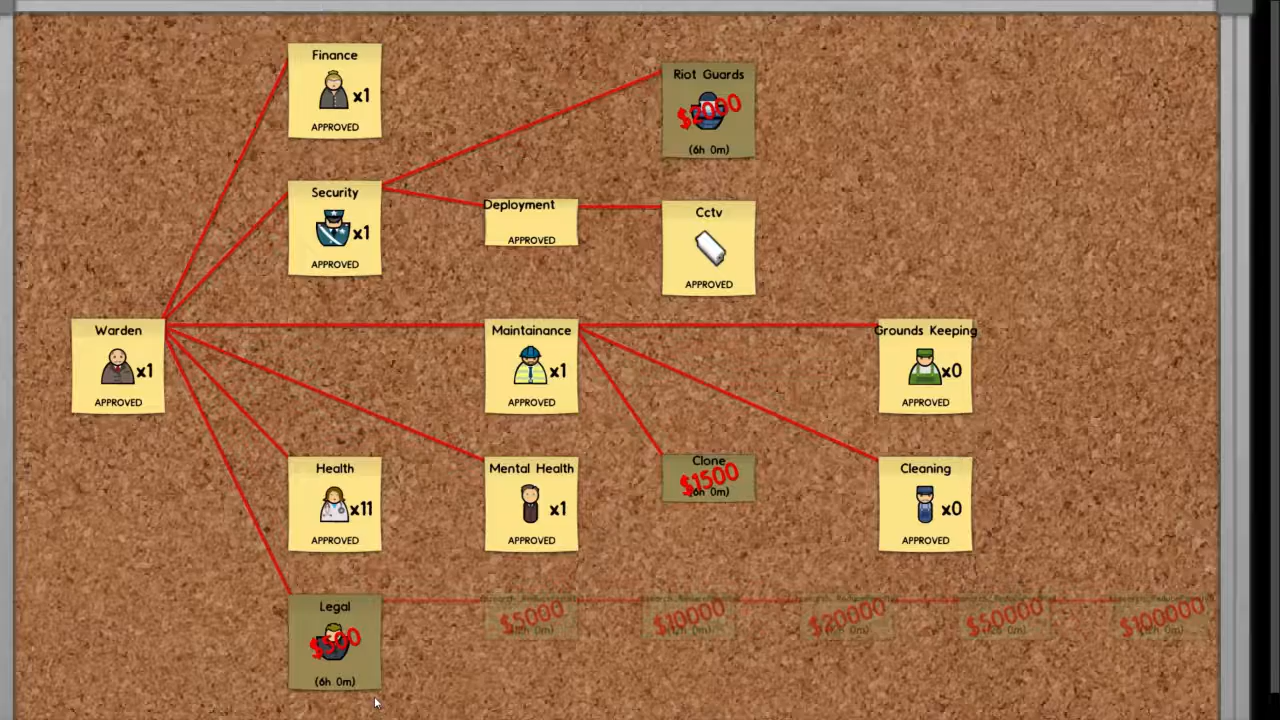 Finance
x1
APPROVED
Riot Guards
$2000
(6h 0m)
Security
x1
APPROVED
Deployment
APPROVED
Cctv
APPROVED
Warden
x1
APPROVED
Maintainance
x1
APPROVED
Grounds Keeping
x0
APPROVED
Health
x11
APPROVED
Mental Health
x1
APPROVED
Clone
$1500
(6h 0m)
Cleaning
x0
APPROVED
Legal
$500
(6h 0m)
$5000
$10000
$20000
$50000
$100000